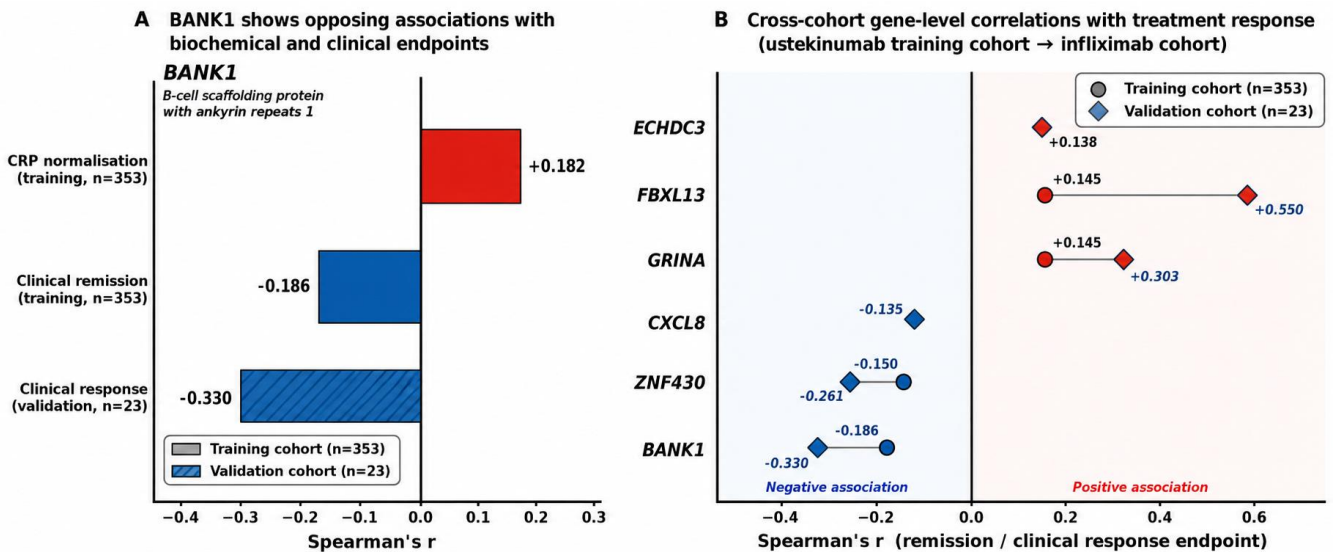 A BANK1 shows opposing associations with
biochemical and clinical endpoints
BANK1
B-cell scaffolding protein
with ankyrin repeats 1
CRP normalisation
(training, n=353)
+0.182
Clinical remission
(training, n=353)
-0.186
Clinical response
(validation, n=23)
-0.330
Training cohort (n=353)
Validation cohort (n=23)
−0.4 −0.3 −0.2 −0.1 0.0 0.1 0.2 0.3
Spearman's r
B Cross-cohort gene-level correlations with treatment response
(ustekinumab training cohort → infliximab cohort)
Training cohort (n=353)
Validation cohort (n=23)
ECHDC3
+0.138
FBXL13
+0.145
+0.550
GRINA
+0.145
+0.303
CXCL8
-0.135
ZNF430
-0.150
-0.261
BANK1
-0.186
-0.330
Negative association
Positive association
−0.4 −0.2 0.0 0.2 0.4 0.6
Spearman's r (remission / clinical response endpoint)